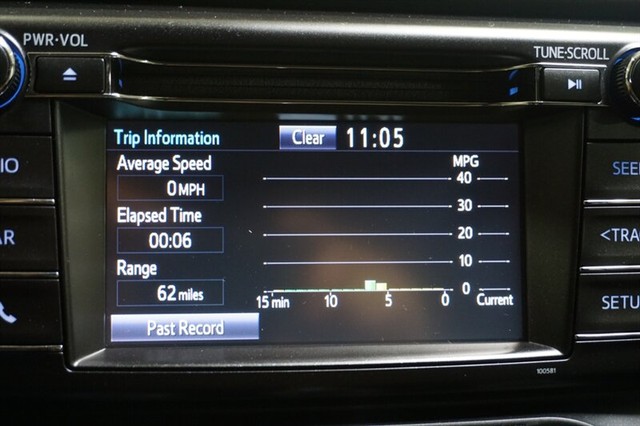 PWR·VOL
TUNE·SCROLL
Trip Information
Clear
11:05
Average Speed
0 MPH
Elapsed Time
00:06
Range
62 miles
Past Record
MPG
40
30
20
10
0
15 min 10 5 0 Current
SETU
<TRA
SEE
IO
AR
100581